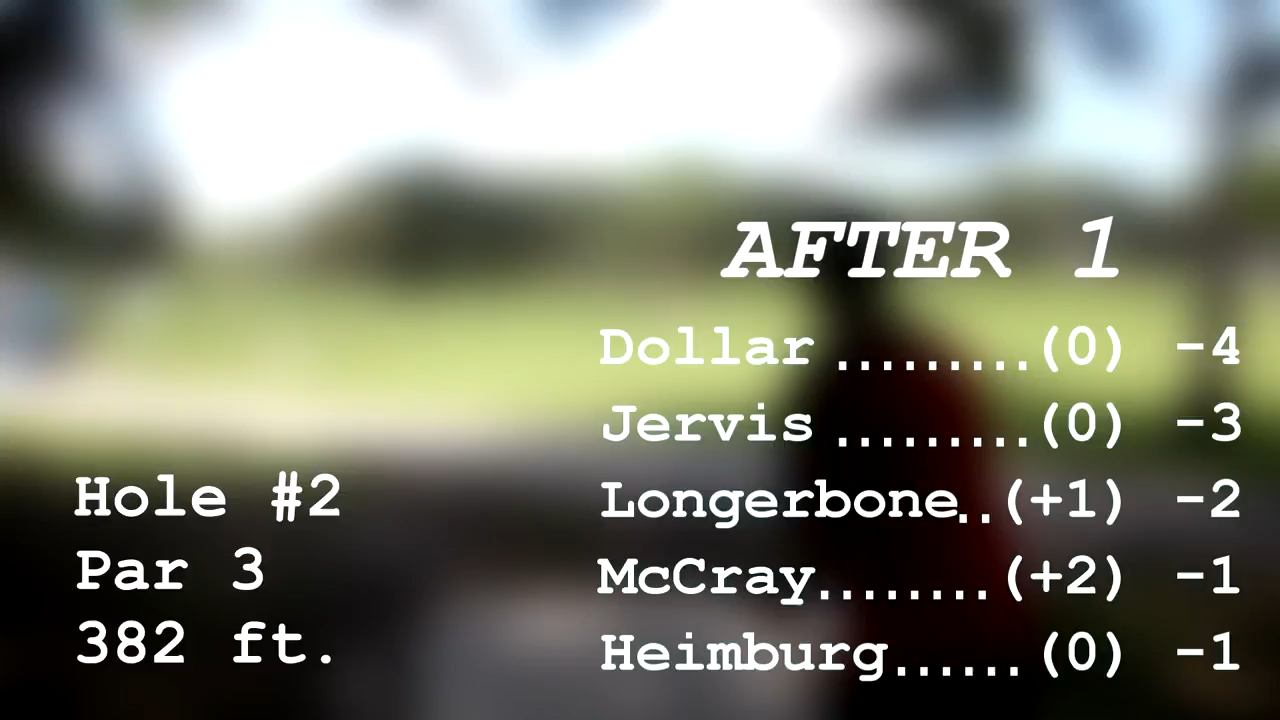 AFTER 1
Dollar .........(0) -4
Jervis .........(0) -3
Longerbone..(+1) -2
McCray........(+2) -1
Heimburg......(0) -1
Hole #2
Par 3
382 ft.